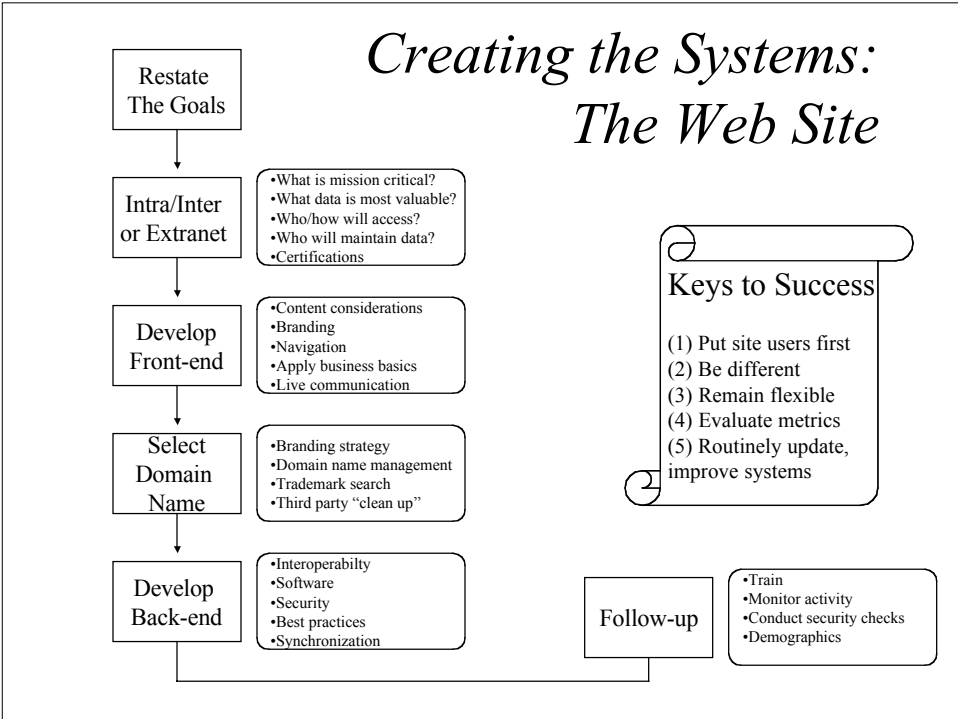 Creating the Systems:
The Web Site
Restate
The Goals
Intra/Inter
or Extranet
•What is mission critical?
•What data is most valuable?
•Who/how will access?
•Who will maintain data?
•Certifications
Develop
Front-end
•Content considerations
•Branding
•Navigation
•Apply business basics
•Live communication
Select
Domain
Name
•Branding strategy
•Domain name management
•Trademark search
•Third party “clean up”
Develop
Back-end
•Interoperabilty
•Software
•Security
•Best practices
•Synchronization
Follow-up
•Train
•Monitor activity
•Conduct security checks
•Demographics
Keys to Success
(1) Put site users first
(2) Be different
(3) Remain flexible
(4) Evaluate metrics
(5) Routinely update,
improve systems